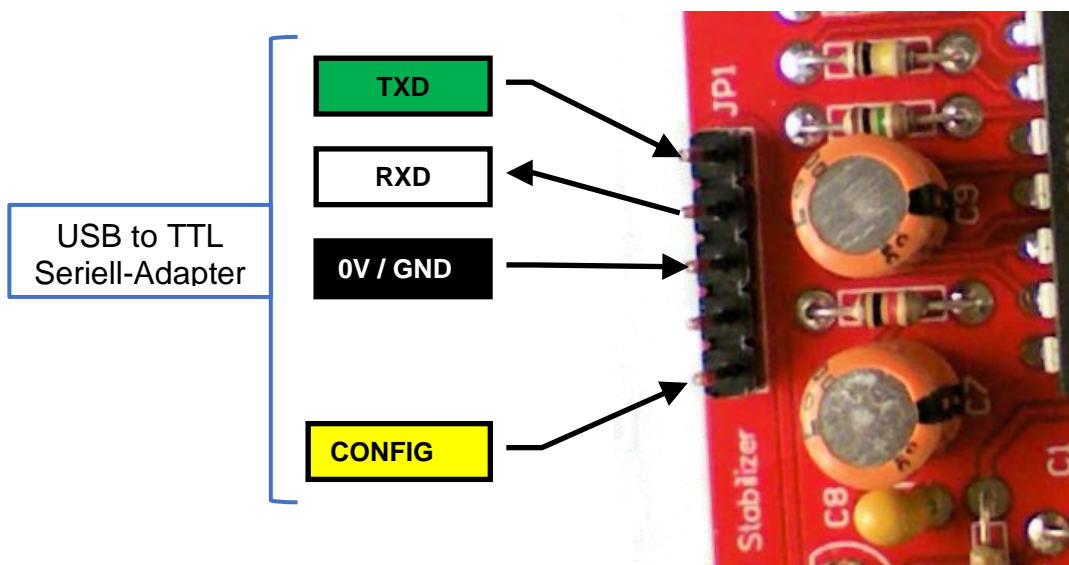 TXD
RXD
USB to TTL
Seriell-Adapter
0V / GND
CONFIG
JP1
C9
C7
C1
C8
Stabilizer